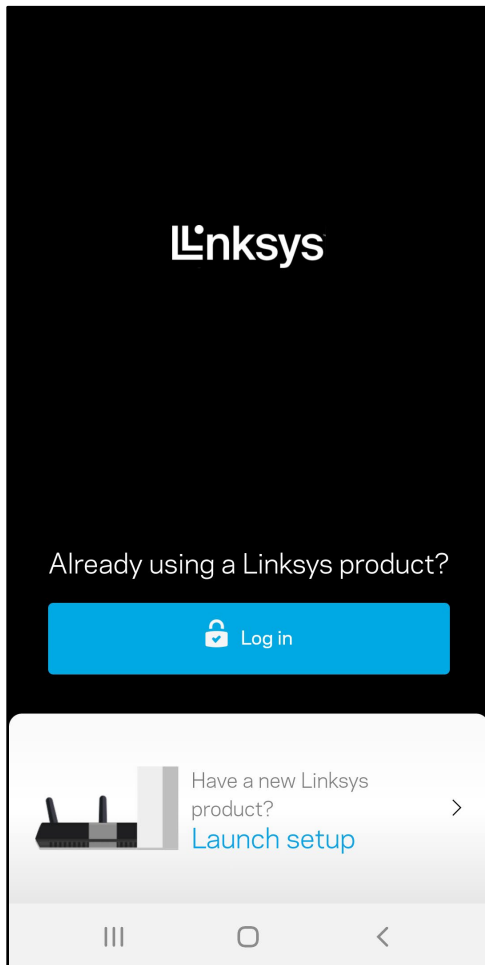 Linksys
Already using a Linksys product?
Log in
Have a new Linksys
product?
Launch setup